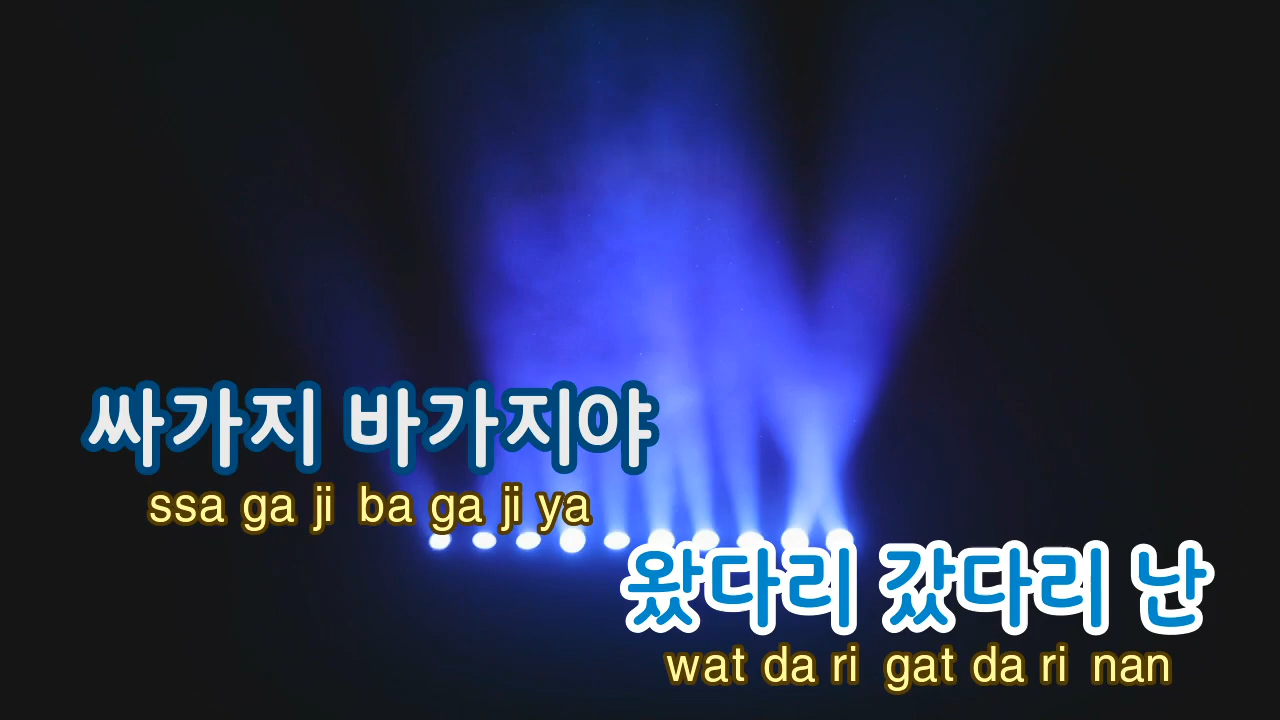 싸가지 바가지야
ssa ga ji ba ga ji ya
왔다리 갔다리 난
wat da ri gat da ri nan